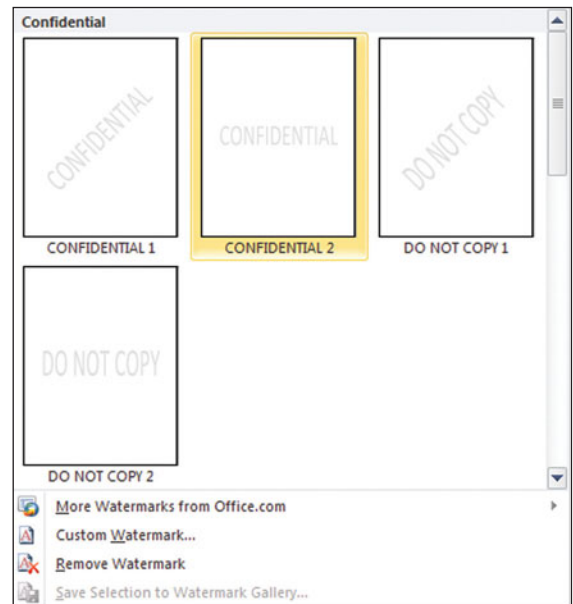 Confidential
CONFIDENTIAL
CONFIDENTIAL
DO NOT COPY
CONFIDENTIAL 1
CONFIDENTIAL 2
DO NOT COPY 1
DO NOT COPY
DO NOT COPY 2
More Watermarks from Office.com
Custom Watermark...
Remove Watermark
Save Selection to Watermark Gallery...